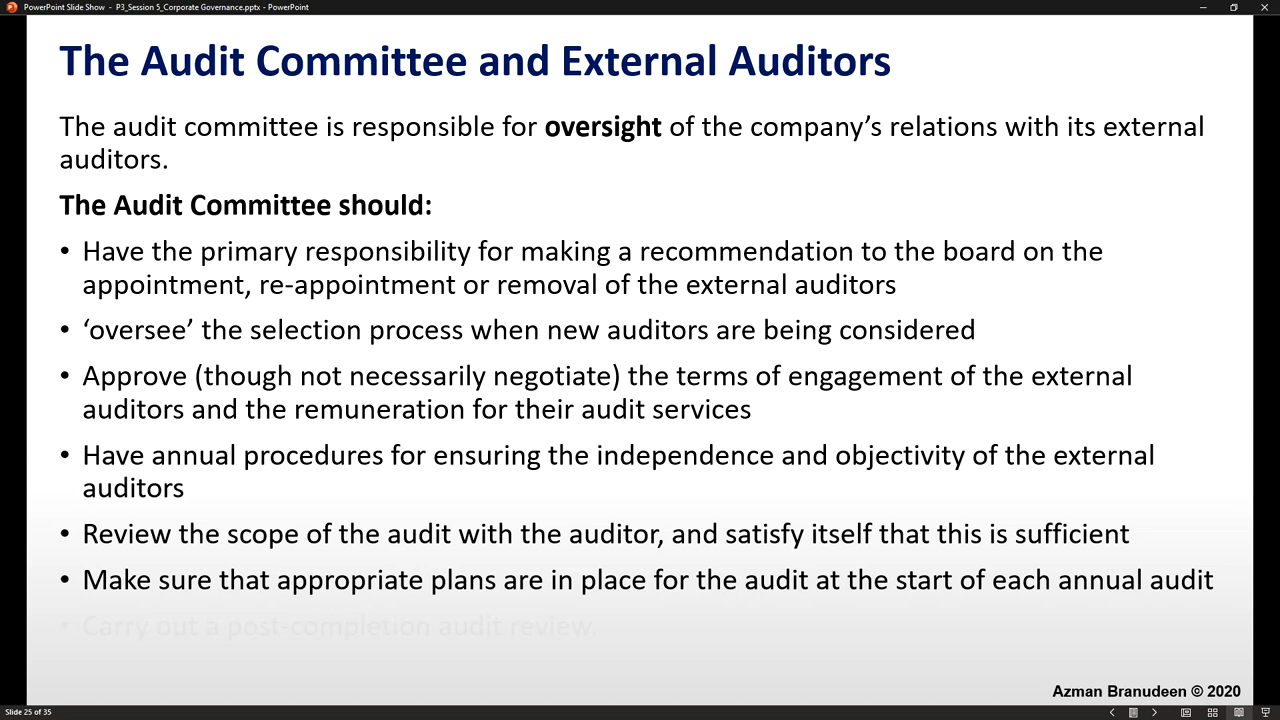 PowerPoint Slide Show - P3_Session 5_Corporate Governance.pptx - PowerPoint
The Audit Committee and External Auditors
The audit committee is responsible for oversight of the company’s relations with its external
auditors.
The Audit Committee should:
• Have the primary responsibility for making a recommendation to the board on the
appointment, re-appointment or removal of the external auditors
• ‘oversee’ the selection process when new auditors are being considered
• Approve (though not necessarily negotiate) the terms of engagement of the external
auditors and the remuneration for their audit services
• Have annual procedures for ensuring the independence and objectivity of the external
auditors
• Review the scope of the audit with the auditor, and satisfy itself that this is sufficient
• Make sure that appropriate plans are in place for the audit at the start of each annual audit
• Carry out a post-completion audit review.
Azman Branudeen © 2020
Slide 25 of 35